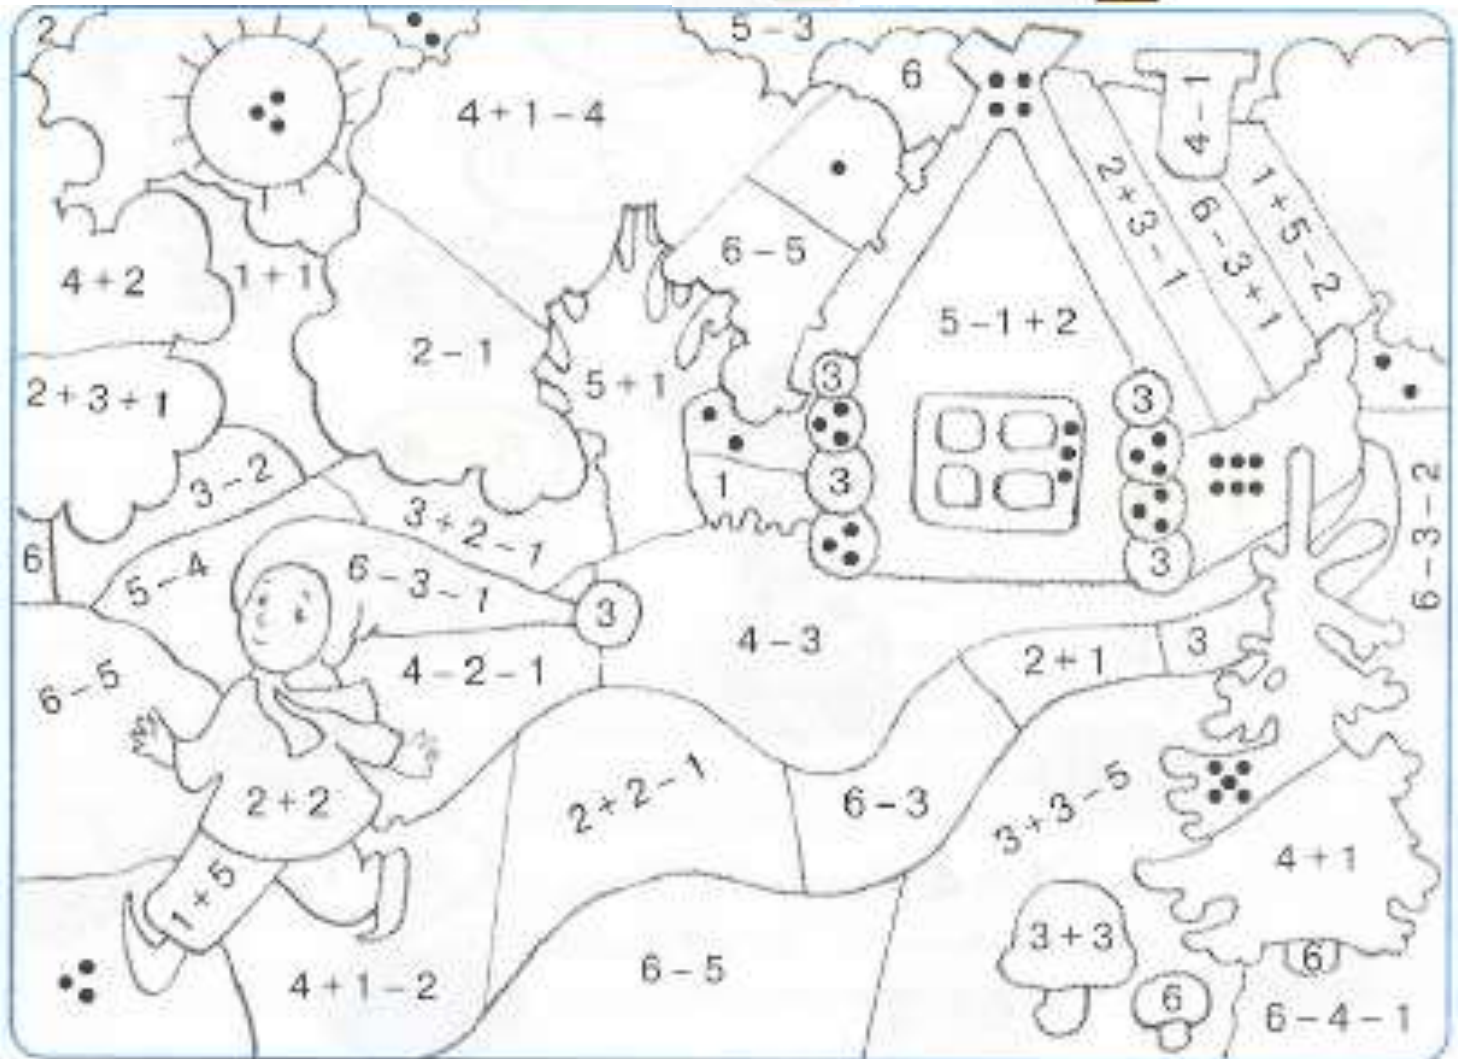 2
5 – 3
6
4 + 1 – 4
4 – 1
2 + 3 – 1
6 – 3 + 1
1 + 5 – 2
4 + 2
1 + 1
6 – 5
5 – 1 + 2
2 – 1
5 + 1
3
3
2 + 3 + 1
3 – 2
1
3
3 + 2 – 1
6 – 3 – 2
6
5 – 4
6 – 3 – 1
3
3
4 – 3
2 + 1
3
6 – 5
4 – 2 – 1
2 + 2
2 + 2 – 1
6 – 3
3 + 3 – 5
4 + 1
1 + 5
3 + 3
6
4 + 1 – 2
6 – 5
6
6 – 4 – 1